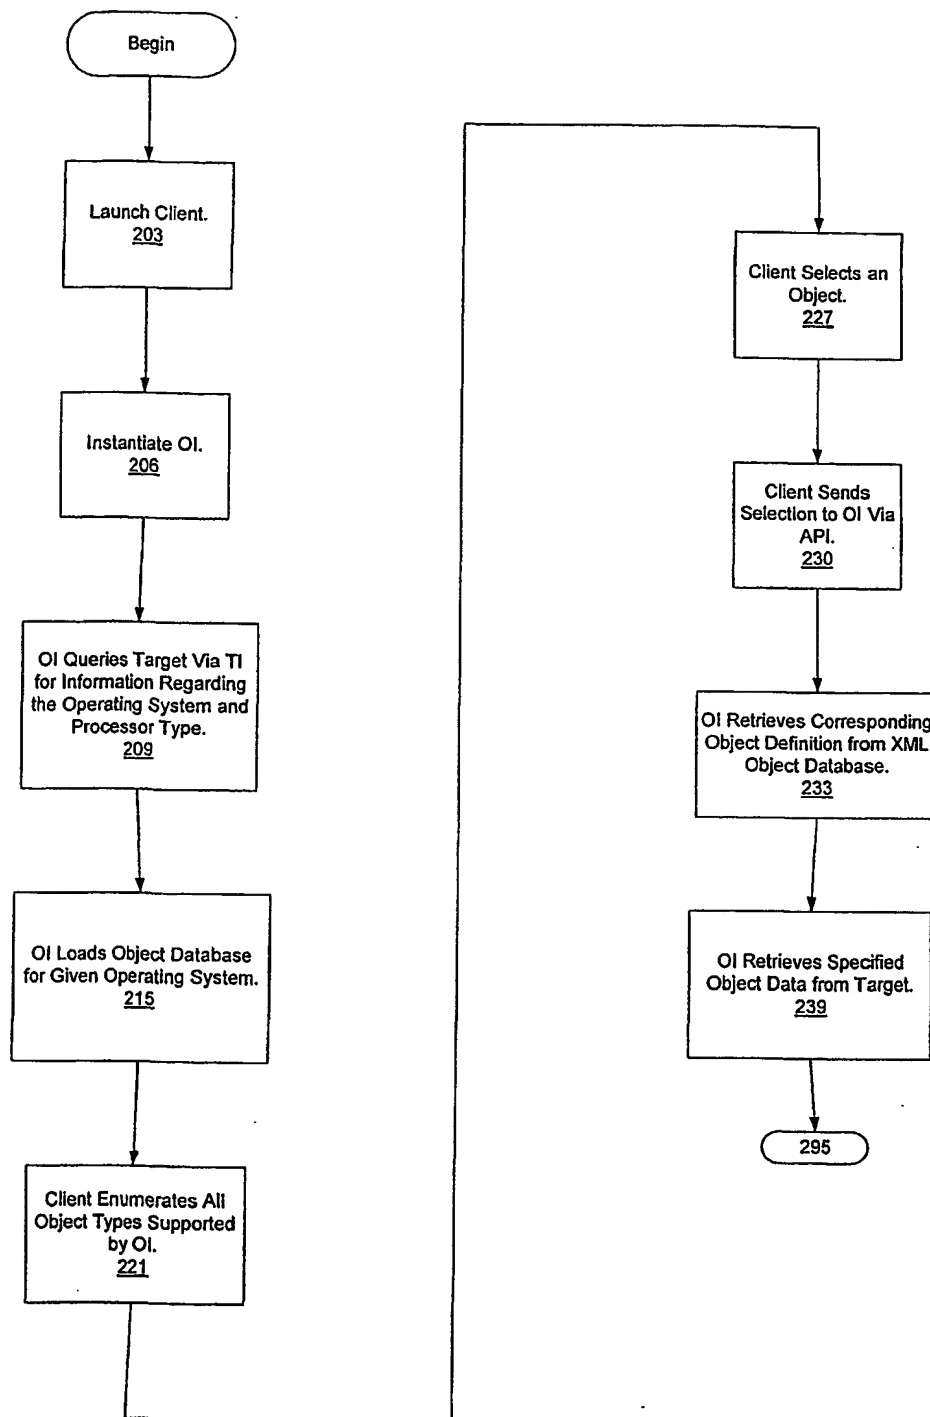 Begin
Launch Client.
203
Instantiate OI.
206
OI Queries Target Via TI
for Information Regarding
the Operating System and
Processor Type.
209
OI Loads Object Database
for Given Operating System.
215
Client Enumerates All
Object Types Supported
by OI.
221
Client Selects an
Object.
227
Client Sends
Selection to OI Via
API.
230
OI Retrieves Corresponding
Object Definition from XML
Object Database.
233
OI Retrieves Specified
Object Data from Target.
239
295